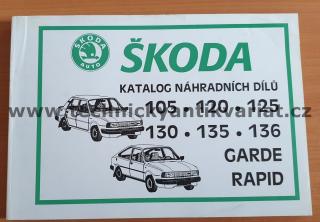 ŠKODA
AUTO
ŠKODA
KATALOG NÁHRADNÍCH DÍLŮ
105 • 120 • 125
www.technickyantikvariat.cz
130 • 135 • 136
GARDE
RAPID